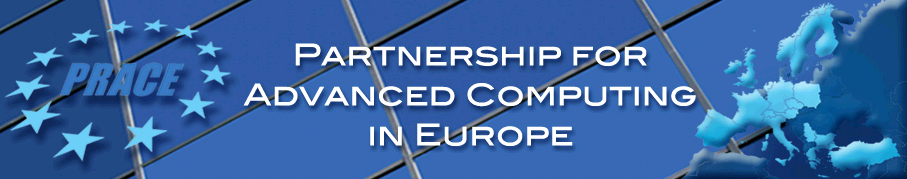 PRACE
PARTNERSHIP FOR
ADVANCED COMPUTING
IN EUROPE